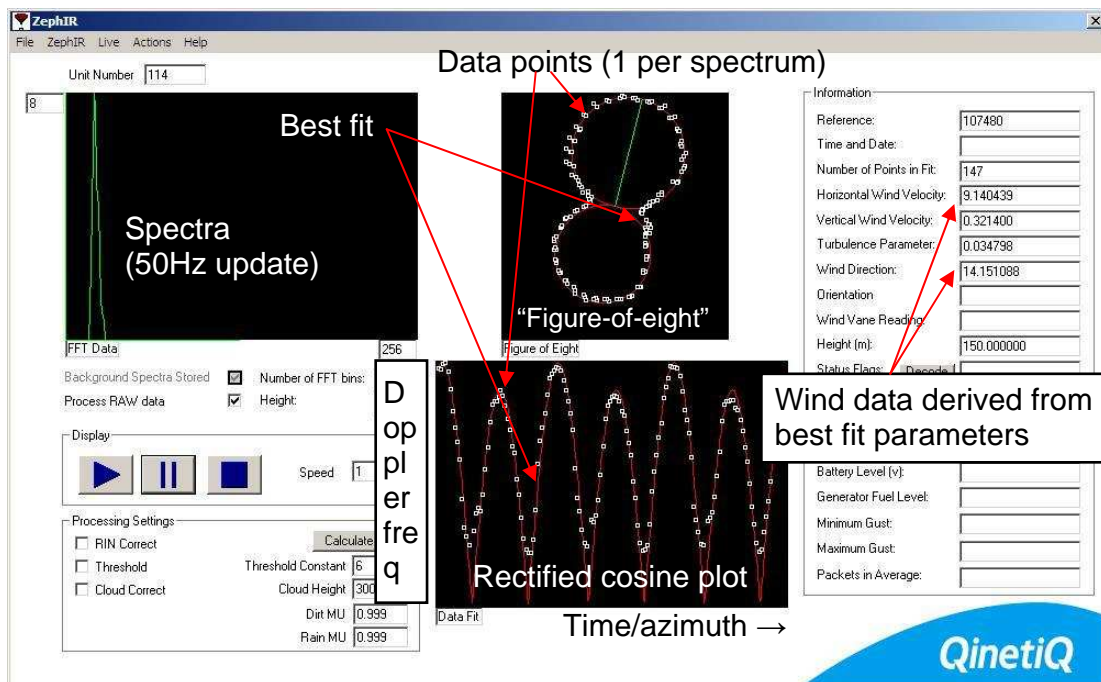 ZephIR
File ZephIR Live Actions Help
Unit Number 114
8
Data points (1 per spectrum)
Best fit
Spectra
(50Hz update)
"Figure-of-eight"
FFT Data
256
Figure of Eight
Background Spectra Stored
Number of FFT bins:
Process RAW data
Height:
Display
Speed 1
Processing Settings
RIN Correct
Calculate
Threshold
Threshold Constant 6
Cloud Correct
Cloud Height 300
Dirt MU 0.999
Rain MU 0.999
D
op
pl
er
fre
q
Rectified cosine plot
Data Fit
Time/azimuth →
Information
Reference: 107480
Time and Date:
Number of Points in Fit: 147
Horizontal Wind Velocity: 9.140439
Vertical Wind Velocity: 0.321400
Turbulence Parameter: 0.034798
Wind Direction: 14.151088
Orientation
Wind Vane Reading:
Height (m): 150.000000
Status Flags: Decode
Wind data derived from
best fit parameters
Battery Level (v):
Generator Fuel Level:
Minimum Gust:
Maximum Gust:
Packets in Average:
QinetiQ